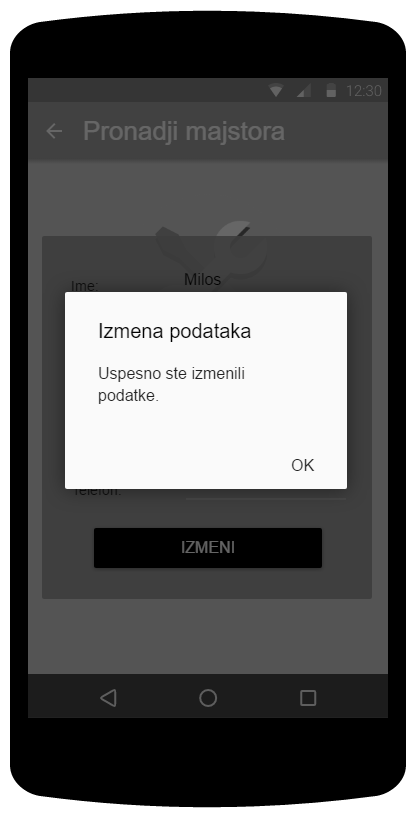 12:30
Pronadji majstora
Ime:
Milos
Izmena podataka
Uspesno ste izmenili
podatke.
OK
Telefon:
IZMENI